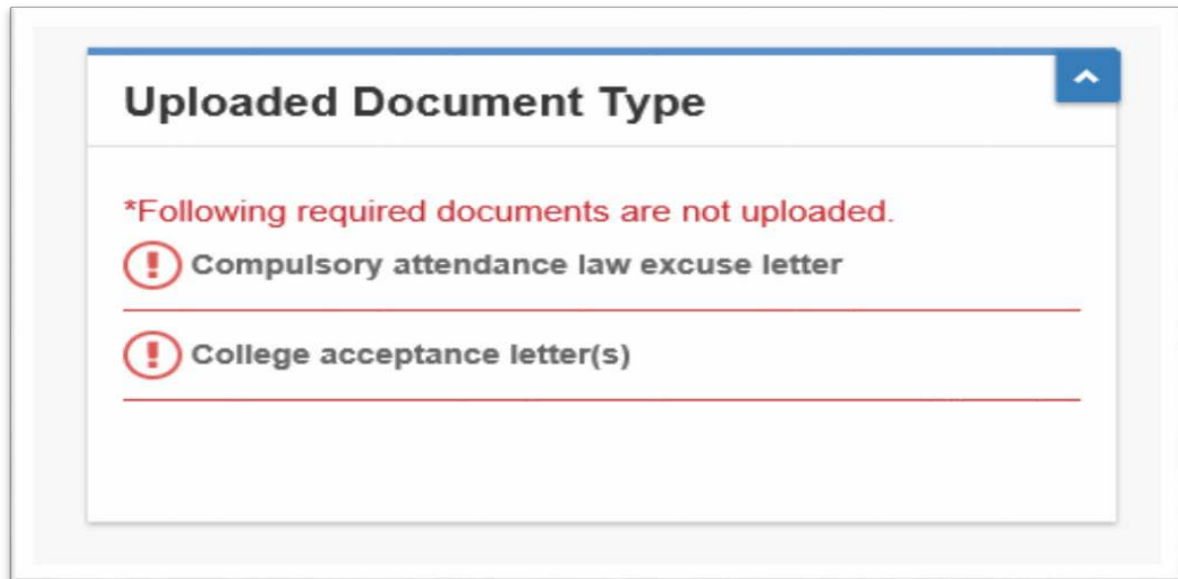 Uploaded Document Type
*Following required documents are not uploaded.
Compulsory attendance law excuse letter
College acceptance letter(s)